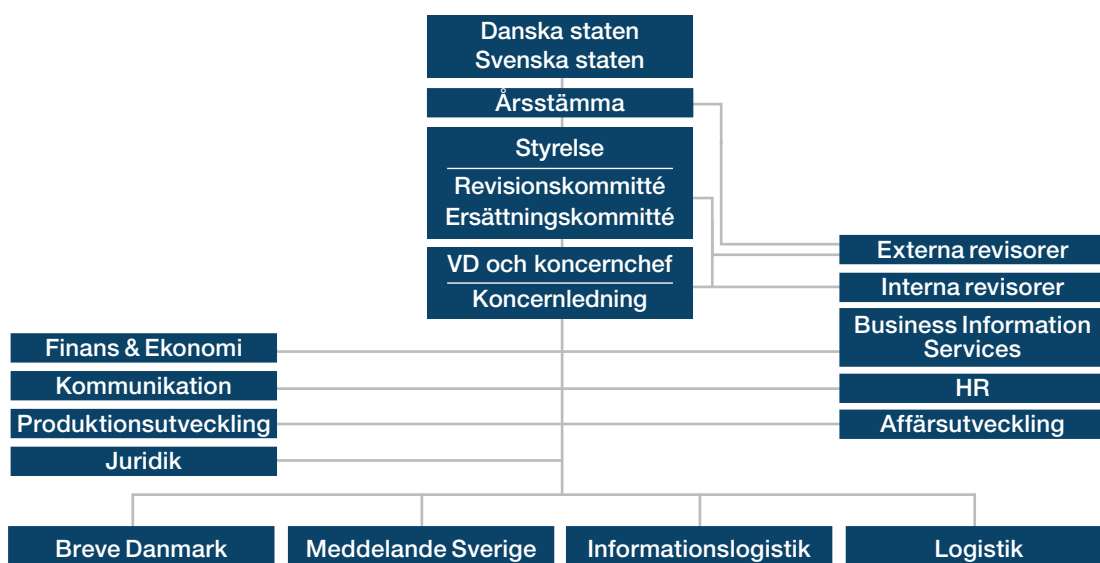 Danska staten
Svenska staten
Årsstämma
Styrelse
Revisionskommitté
Ersättningskommitté
VD och koncernchef
Koncernledning
Externa revisorer
Interna revisorer
Business Information
Services
Finans & Ekonomi
Kommunikation
HR
Produktionsutveckling
Affärsutveckling
Juridik
Breve Danmark
Meddelande Sverige
Informationslogistik
Logistik